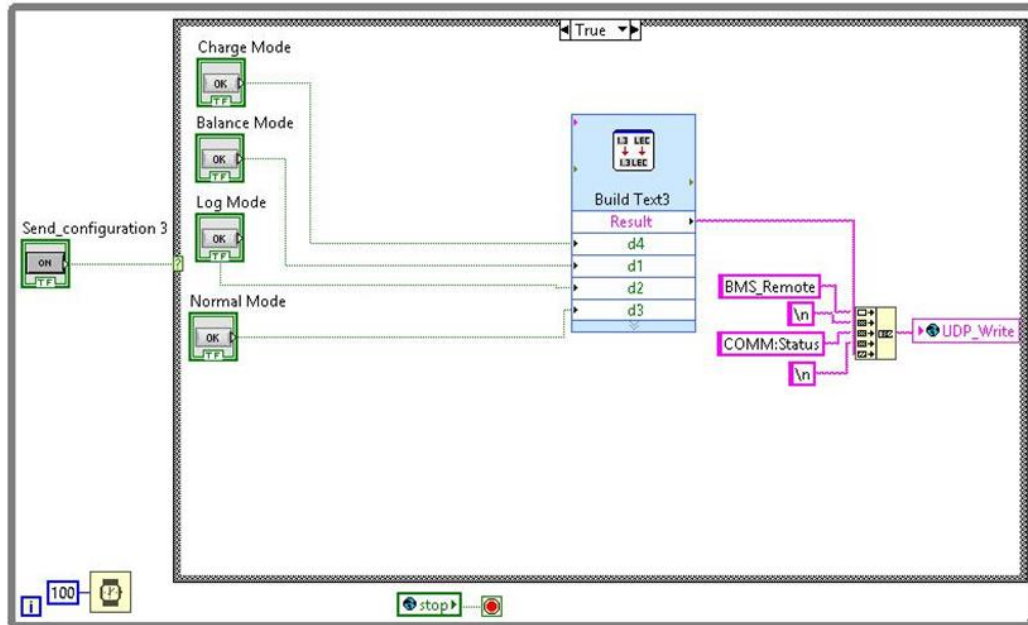 True
Charge Mode
OK
TF
Balance Mode
OK
TF
Log Mode
OK
TF
Send_configuration 3
ON
TF
?
Normal Mode
OK
TF
Build Text3
Result
d4
d1
d2
d3
BMS_Remote
\n
COMM:Status
\n
UDP_Write
100
i
stop